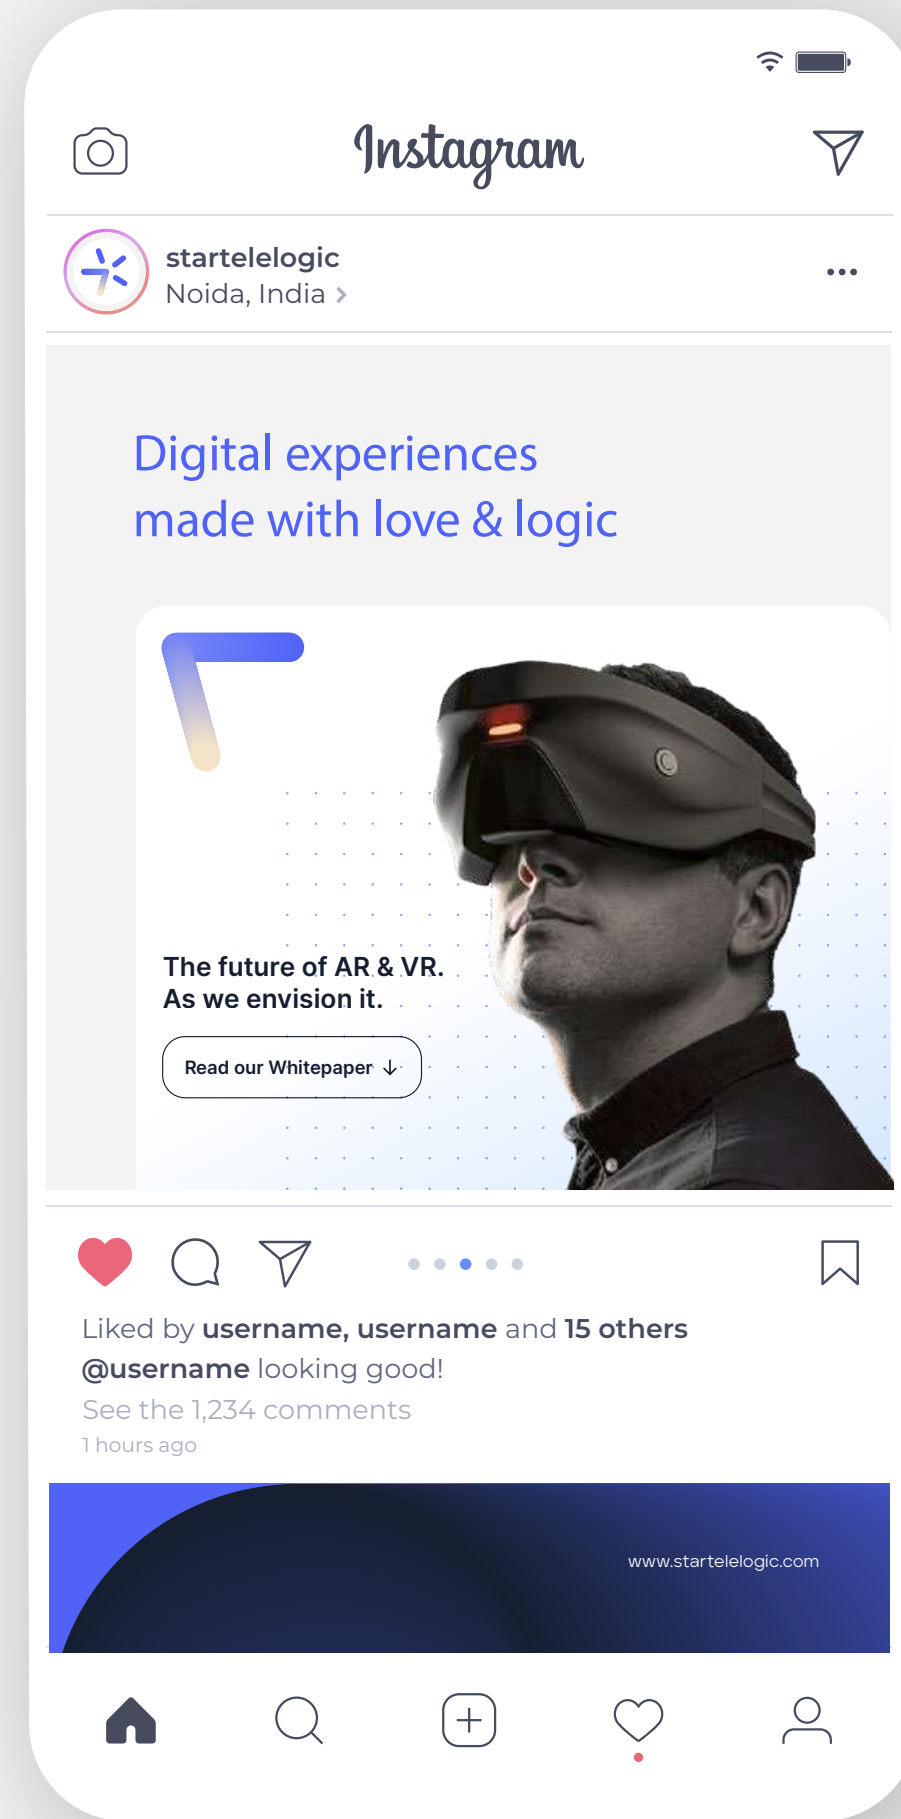 Instagram
startelelogic
Noida, India >
Digital experiences
made with love & logic
The future of AR & VR.
As we envision it.
Read our Whitepaper ↓
Liked by username, username and 15 others
@username looking good!
See the 1,234 comments
1 hours ago
www.startelelogic.com